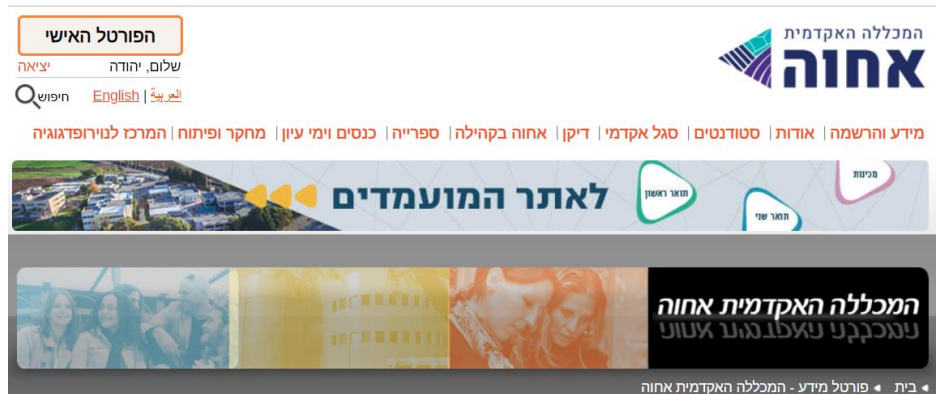 הפורטל האישי
שלום, יהודה יציאה
العربية | English חיפוש
המכללה האקדמית
אחוה
מידע והרשמה | אודות | סטודנטים | סגל אקדמי | דיקן | אחוה בקהילה | ספרייה | כנסים וימי עיון | מחקר ופיתוח | המרכז לנוירופדגוגיה
מכינות
תואר שני
תואר ראשון
לאתר המועמדים
המכללה האקדמית אחוה
בית פורטל מידע - המכללה האקדמית אחוה